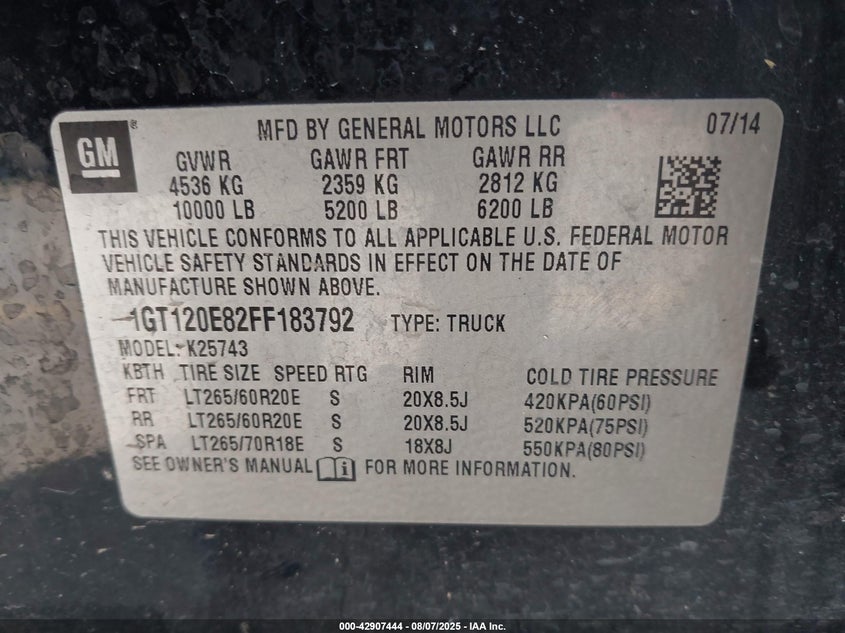 GM®
MFD BY GENERAL MOTORS LLC 07/14
GVWR GAWR FRT GAWR RR
4536 KG 2359 KG 2812 KG
10000 LB 5200 LB 6200 LB
THIS VEHICLE CONFORMS TO ALL APPLICABLE U.S. FEDERAL MOTOR
VEHICLE SAFETY STANDARDS IN EFFECT ON THE DATE OF
MANUFACTURE SHOWN ABOVE.
1GT120E82FF183792 TYPE: TRUCK
MODEL: K25743
KBTH TIRE SIZE SPEED RTG RIM COLD TIRE PRESSURE
FRT LT265/60R20E S 20X8.5J 420KPA(60PSI)
RR LT265/60R20E S 20X8.5J 520KPA(75PSI)
SPA LT265/70R18E S 18X8J 550KPA(80PSI)
SEE OWNER'S MANUAL i FOR MORE INFORMATION.
000-42907444 - 08/07/2025 - IAA Inc.